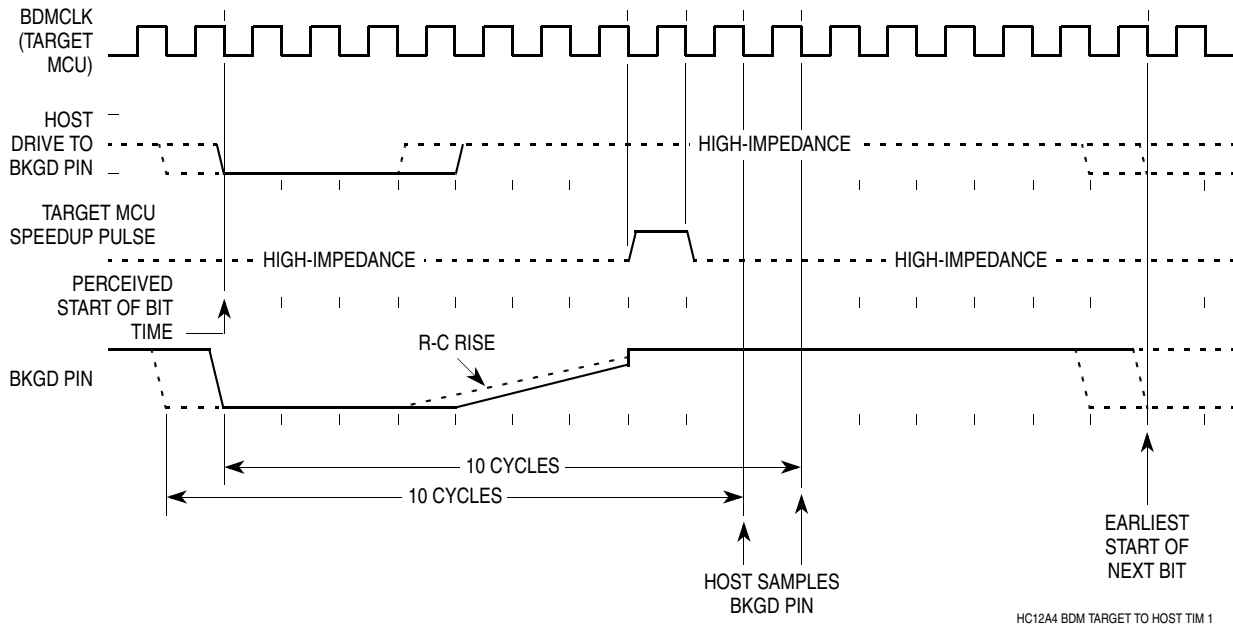 BDMCLK
(TARGET
MCU)
HOST
DRIVE TO
BKGD PIN
HIGH-IMPEDANCE
TARGET MCU
SPEEDUP PULSE
HIGH-IMPEDANCE
HIGH-IMPEDANCE
PERCEIVED
START OF BIT
TIME
R-C RISE
BKGD PIN
10 CYCLES
10 CYCLES
HOST SAMPLES
BKGD PIN
EARLIEST
START OF
NEXT BIT
HC12A4 BDM TARGET TO HOST TIM 1